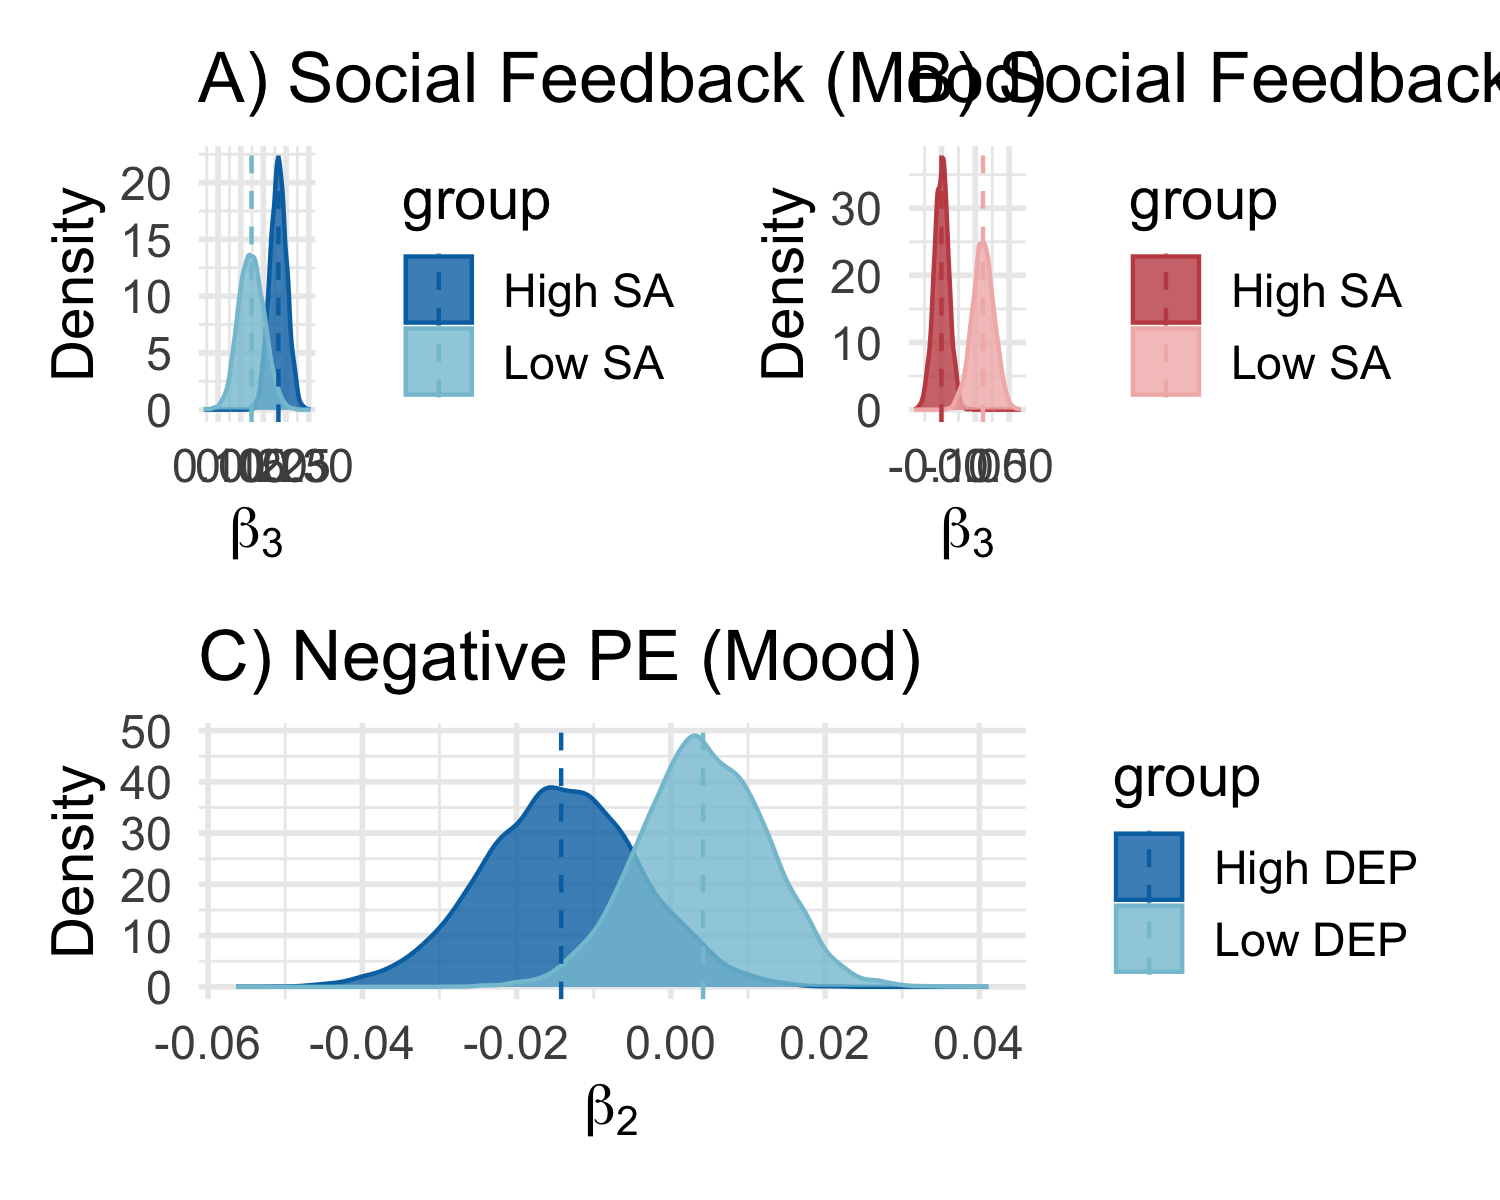 A) Social Feedback (Mood)
B) Social Feedback
Density
20
15
10
5
0
β3
group
High SA
Low SA
Density
30
20
10
0
β3
group
High SA
Low SA
C) Negative PE (Mood)
Density
50
40
30
20
10
0
-0.06 -0.04 -0.02 0.00 0.02 0.04
β2
group
High DEP
Low DEP